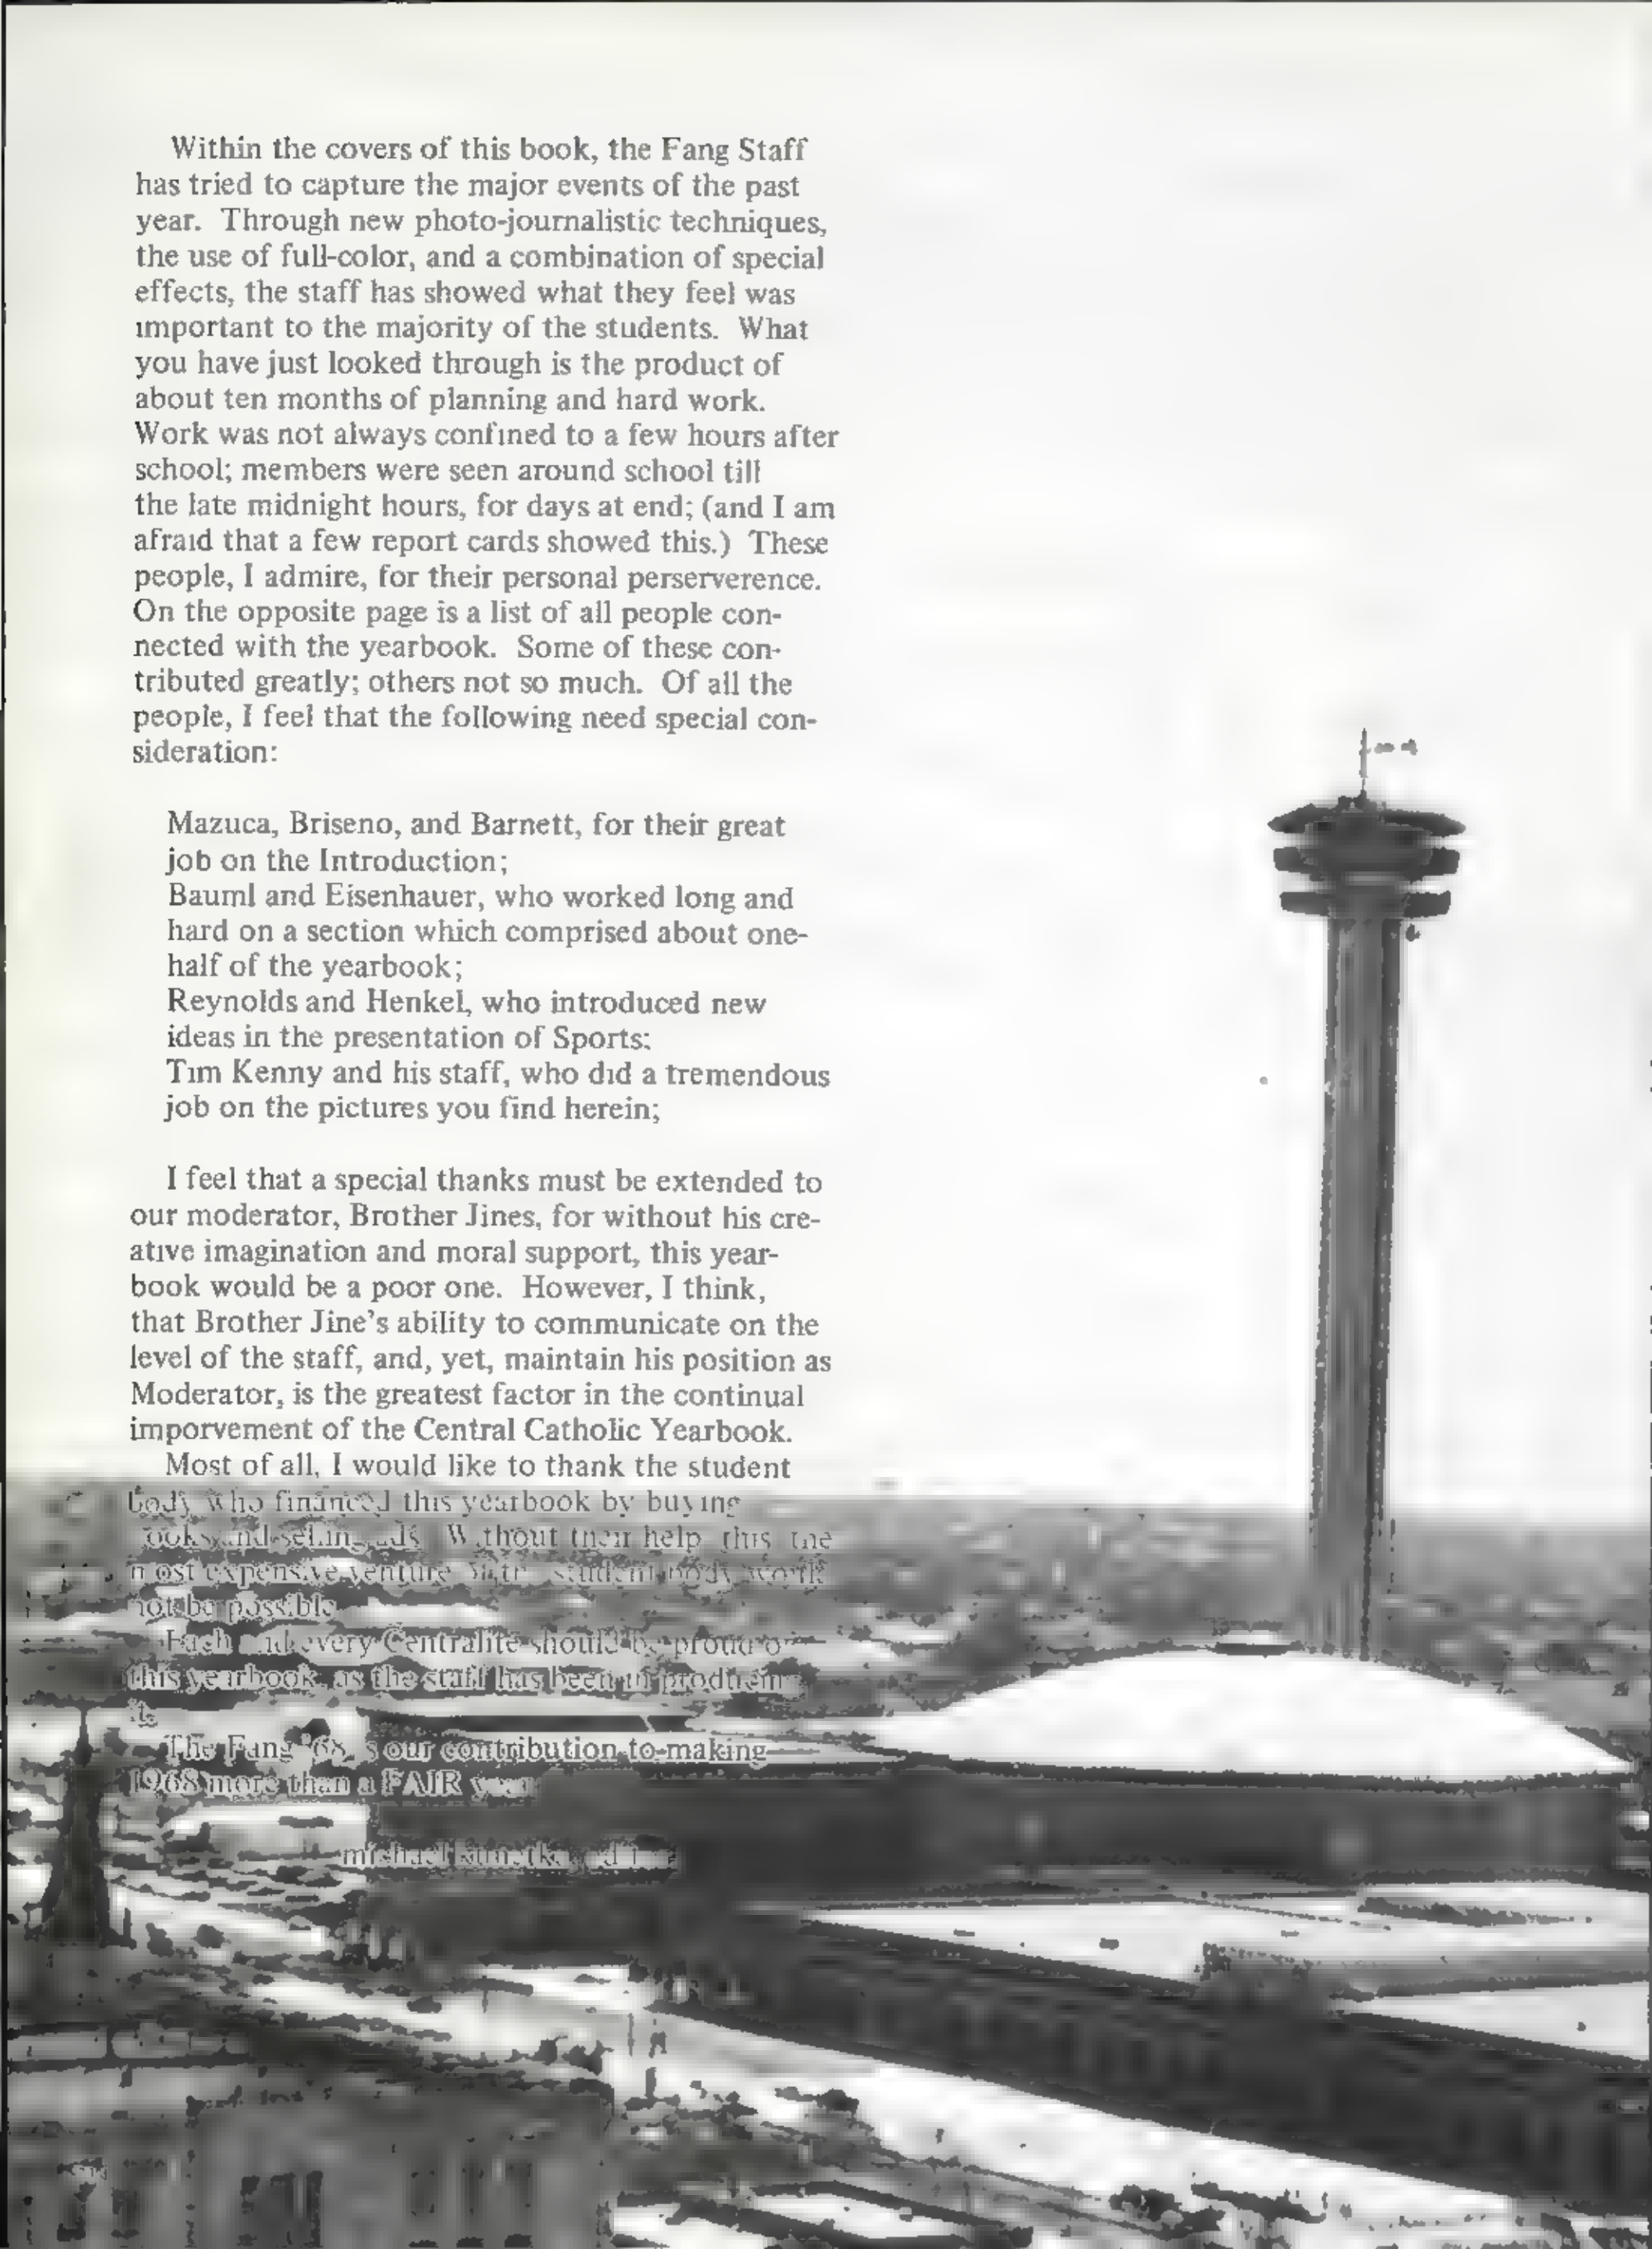 Within the covers of this book, the Fang Staff
has tried to capture the major events of the past
year. Through new photo-journalistic techniques,
the use of full-color, and a combination of special
effects, the staff has showed what they feel was
important to the majority of the students. What
you have just looked through is the product of
about ten months of planning and hard work.
Work was not always confined to a few hours after
school; members were seen around school till
the late midnight hours, for days at end; (and I am
afraid that a few report cards showed this.) These
people, I admire, for their personal perserverence.
On the opposite page is a list of all people con-
nected with the yearbook. Some of these con-
tributed greatly; others not so much. Of all the
people, I feel that the following need special con-
sideration:
Mazuca, Briseno, and Barnett, for their great
job on the Introduction;
Bauml and Eisenhauer, who worked long and
hard on a section which comprised about one-
half of the yearbook;
Reynolds and Henkel, who introduced new
ideas in the presentation of Sports;
Tim Kenny and his staff, who did a tremendous
job on the pictures you find herein;
I feel that a special thanks must be extended to
our moderator, Brother Jines, for without his cre-
ative imagination and moral support, this year-
book would be a poor one. However, I think,
that Brother Jine's ability to communicate on the
level of the staff, and, yet, maintain his position as
Moderator, is the greatest factor in the continual
imporvement of the Central Catholic Yearbook.
Most of all, I would like to thank the student
body who financed this yearbook by buying
books and selling ads. Without their help this the
most expensive venture student body
not be possible
Each and every Centralite should be proud of
this yearbook, as the staff has been in
it.
The Fang '68 is our contribution to making
1968 more than a FAIR year
michael